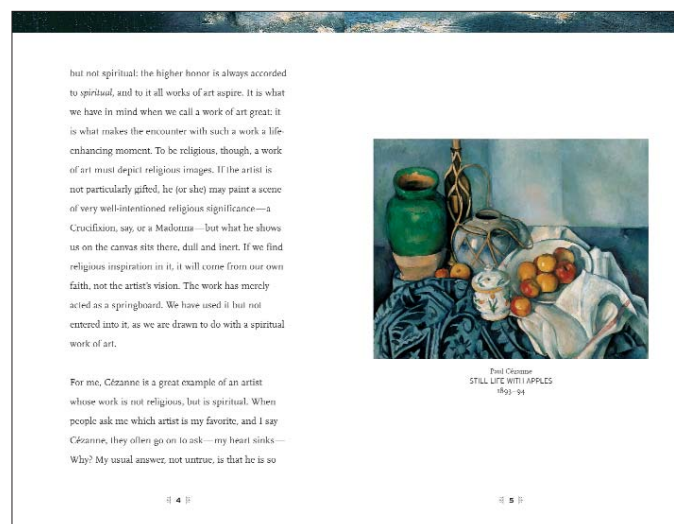 but not spiritual: the higher honor is always accorded
to spiritual, and to it all works of art aspire. It is what
we have in mind when we call a work of art great: it
is what makes the encounter with such a work a life-
enhancing moment. To be religious, though, a work
of art must depict religious images. If the artist is
not particularly gifted, he (or she) may paint a scene
of very well-intentioned religious significance—a
Crucifixion, say, or a Madonna—but what he shows
us on the canvas sits there, dull and inert. If we find
religious inspiration in it, it will come from our own
faith, not the artist's vision. The work has merely
acted as a springboard. We have used it but not
entered into it, as we are drawn to do with a spiritual
work of art.
For me, Cézanne is a great example of an artist
whose work is not religious, but is spiritual. When
people ask me which artist is my favorite, and I say
Cézanne, they often go on to ask—my heart sinks—
Why? My usual answer, not untrue, is that he is so
4
Paul Cézanne
STILL LIFE WITH APPLES
1893–94
5